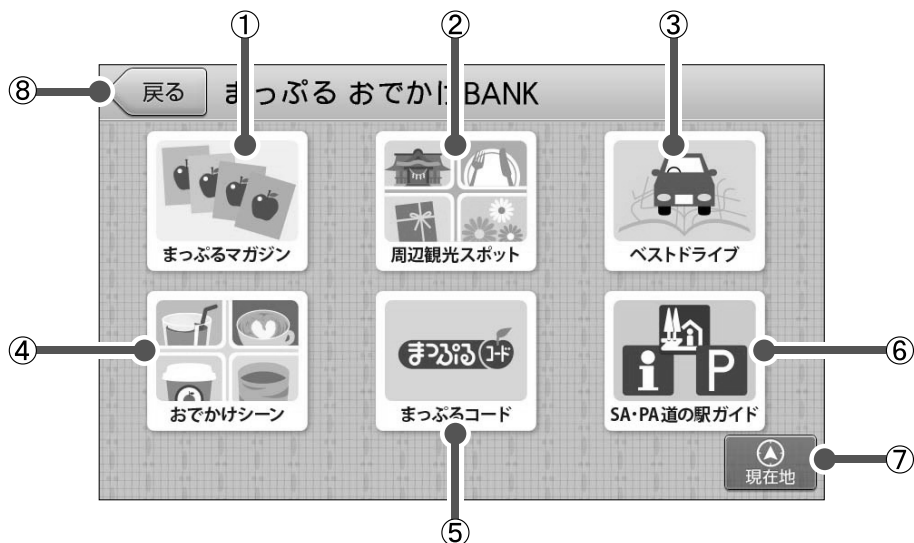 ① ② ③
⑧ 戻る まっぷる おでかけBANK
まっぷるマガジン 周辺観光スポット ベストドライブ
④ まっぷる コード ⑥
i P
おでかけシーン まっぷるコード SA・PA道の駅ガイド
現在地 ⑦
⑤